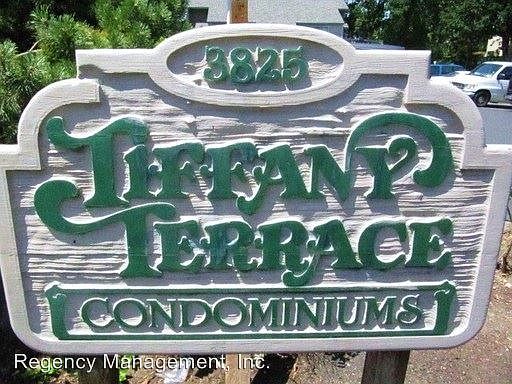 3825
TIFFANY
TERRACE
CONDOMINIUMS
Regency Management, Inc.